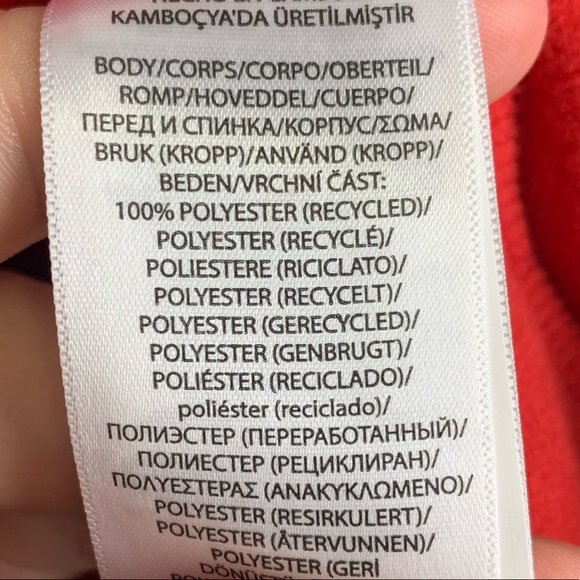 KAMBOÇYA'DA ÜRETİLMİŞTİR
BODY/CORPS/CORPO/OBERTEIL/
ROMP/HOVEDDEL/CUERPO/
ПЕРЕД И СПИНКА/КОРПУС/ΣΩΜΑ/
BRUK (KROPP)/ANVÄND (KROPP)/
BEDEN/VRCHNÍ ČÁST:
100% POLYESTER (RECYCLED)/
POLYESTER (RECYCLÉ)/
POLIESTERE (RICICLATO)/
POLYESTER (RECYCELT)/
POLYESTER (GERECYCLED)/
POLYESTER (GENBRUGT)/
POLIÉSTER (RECICLADO)/
poliéster (reciclado)/
ПОЛИЭСТЕР (ПЕРЕРАБОТАННЫЙ)/
ПОЛИЕСТЕР (РЕЦИКЛИРАН)/
ΠΟΛΥΕΣΤΕΡΑΣ (ΑΝΑΚΥΚΛΩΜΕΝΟ)/
POLYESTER (RESIRKULERT)/
POLYESTER (ÅTERVUNNEN)/
POLYESTER (GERİ